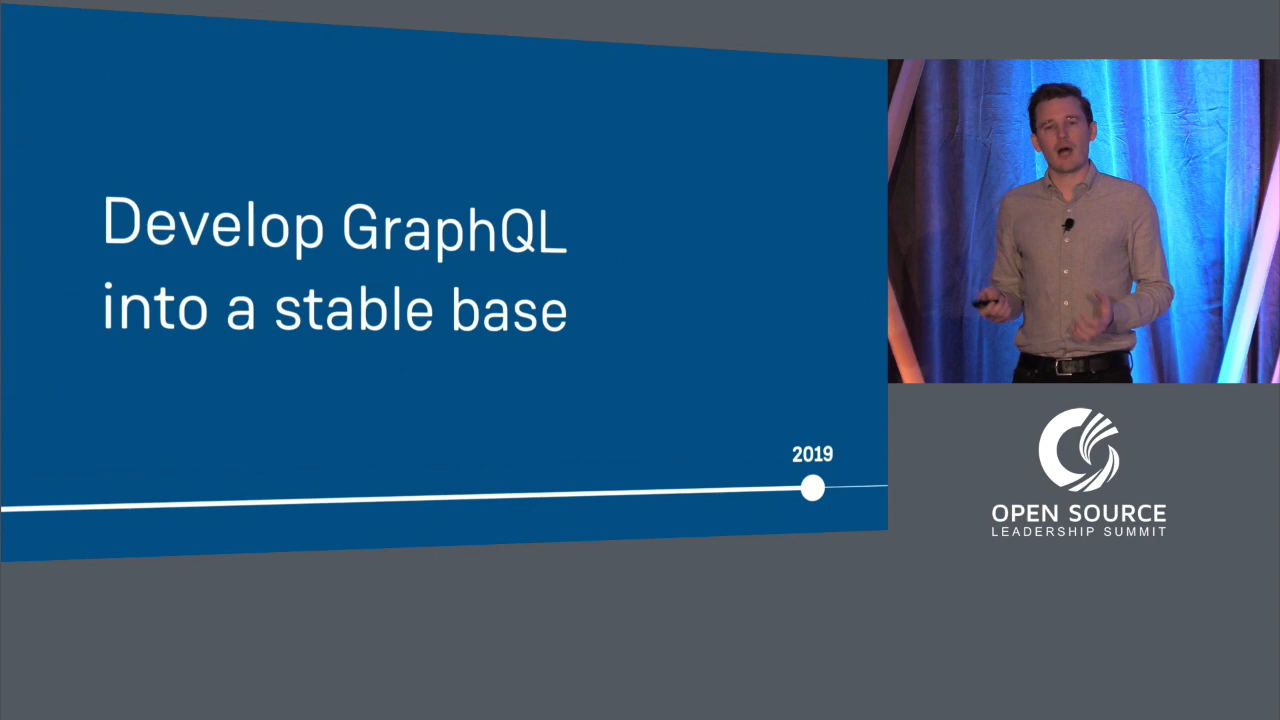 Develop GraphQL
into a stable base
2019
OPEN SOURCE
LEADERSHIP SUMMIT